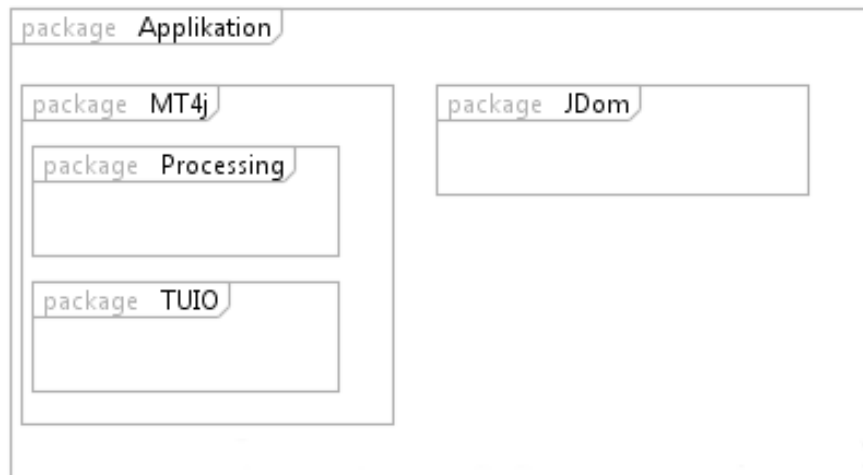 package Applikation
package MT4j
package JDom
package Processing
package TUIO